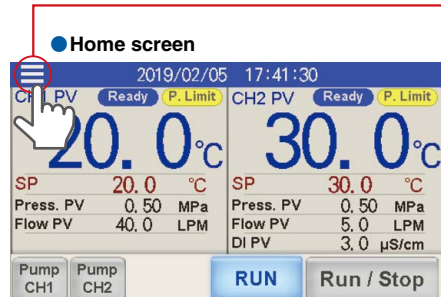 ●Home screen
2019/02/05 17:41:30
CH1 PV Ready P. Limit
20.0℃
SP 20.0 ℃
Press. PV 0.50 MPa
Flow PV 40.0 LPM
CH2 PV Ready P. Limit
30.0℃
SP 30.0 ℃
Press. PV 0.50 MPa
Flow PV 5.0 LPM
DI PV 3.0 µS/cm
Pump CH1
Pump CH2
RUN
Run / Stop